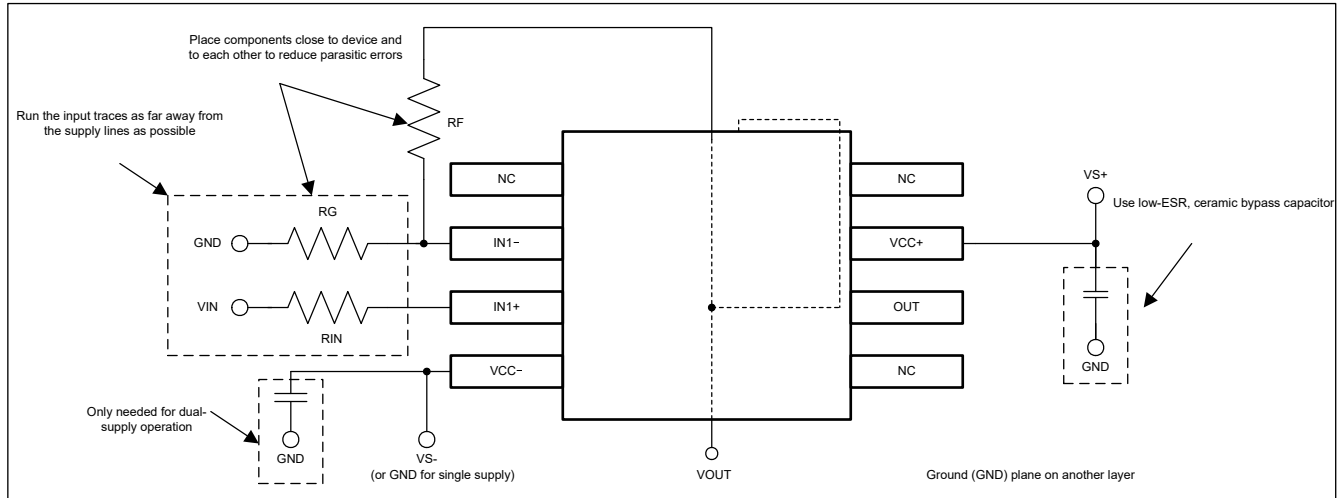 Place components close to device and
to each other to reduce parasitic errors
Run the input traces as far away from
the supply lines as possible
RF
NC
NC
VS+
Use low-ESR, ceramic bypass capacitor
RG
GND
IN1−
VCC+
VIN
IN1+
OUT
RIN
GND
VCC−
NC
Only needed for dual-
supply operation
GND
VS-
(or GND for single supply)
VOUT
Ground (GND) plane on another layer